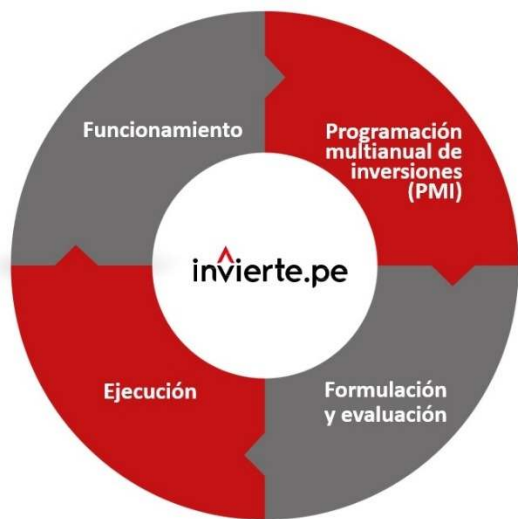 Funcionamiento
Programación
multianual de
inversiones
(PMI)
invierte.pe
Ejecución
Formulación
y evaluación